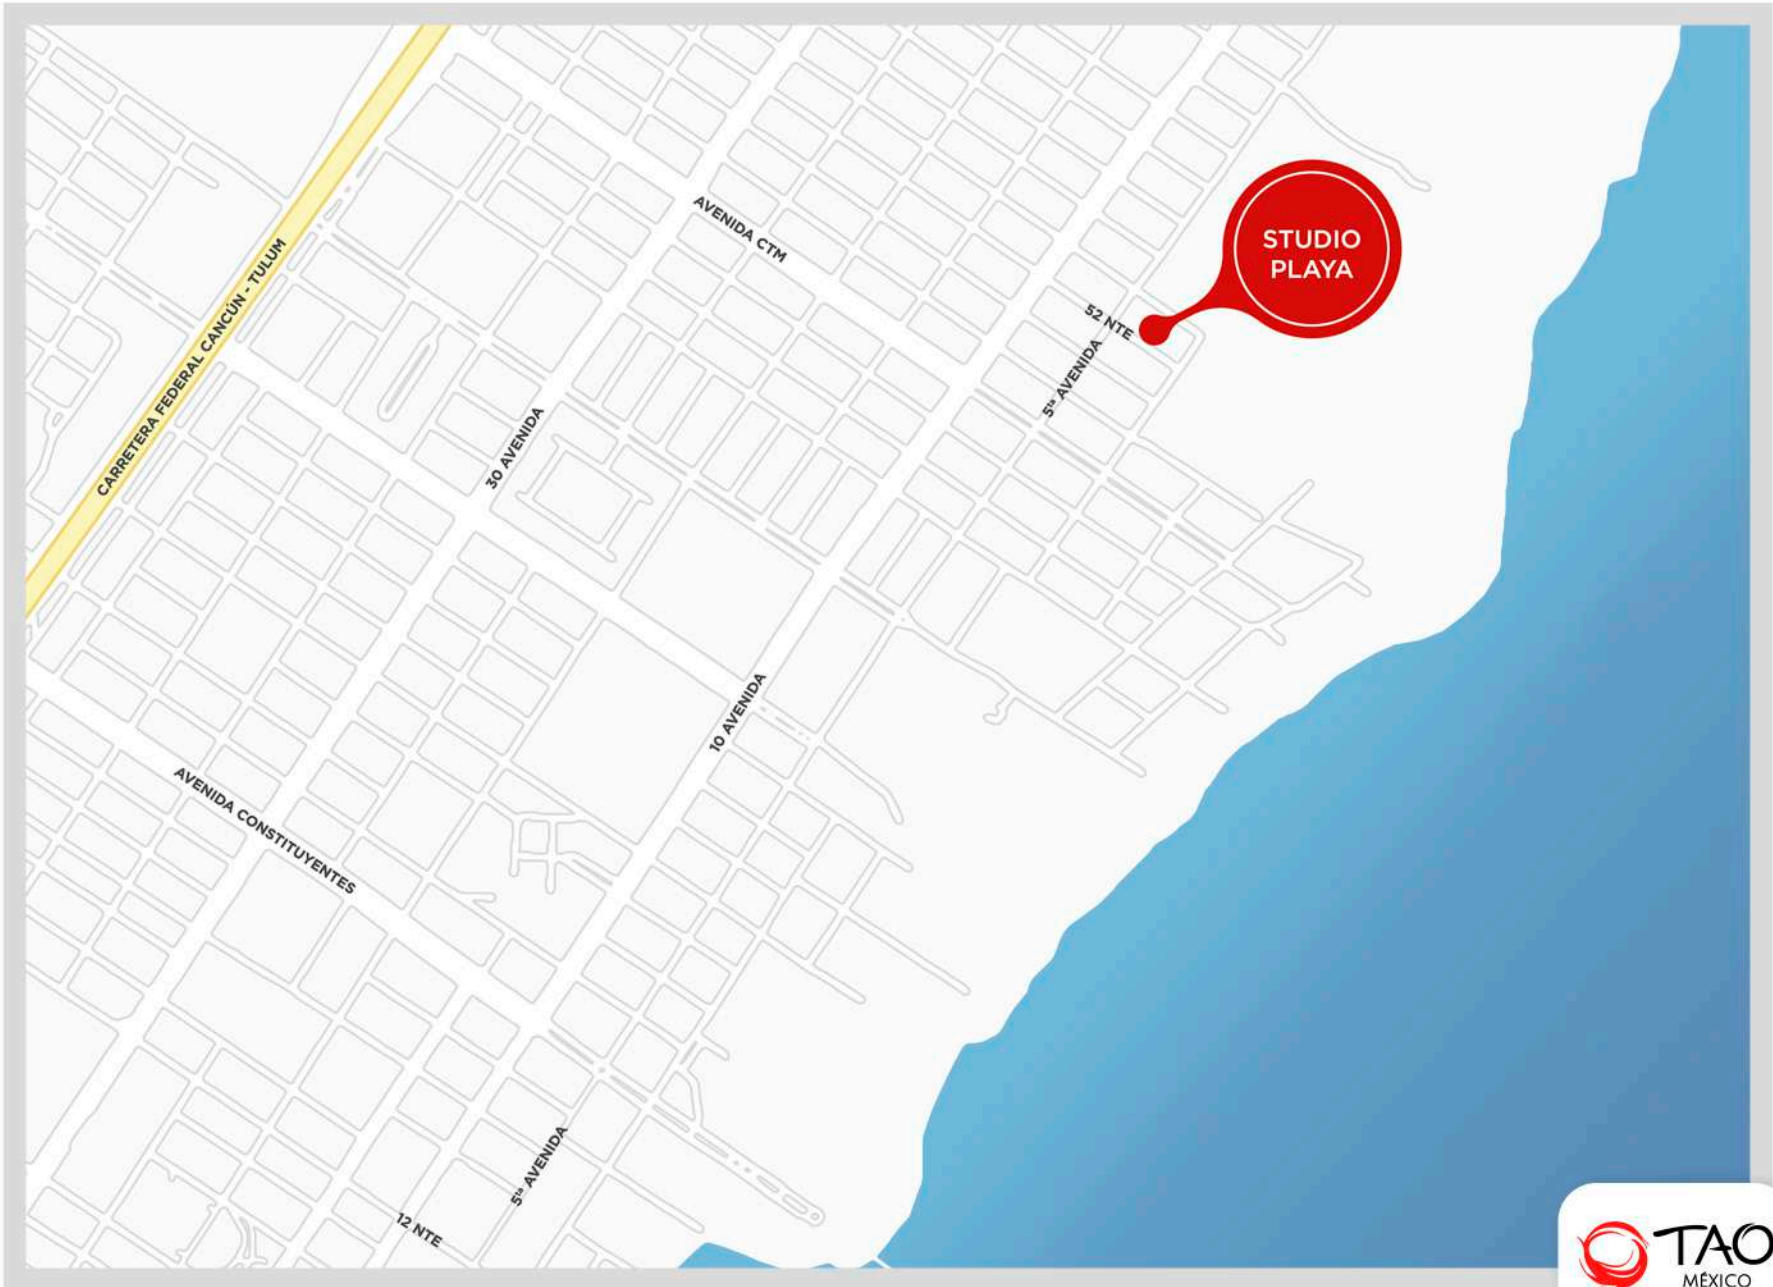 AVENIDA CTM
STUDIO
PLAYA
CARRETERA FEDERAL CANCÚN - TULUM
52 NTE
5ta AVENIDA
30 AVENIDA
10 AVENIDA
AVENIDA CONSTITUYENTES
5ta AVENIDA
12 NTE
TAO
MÉXICO